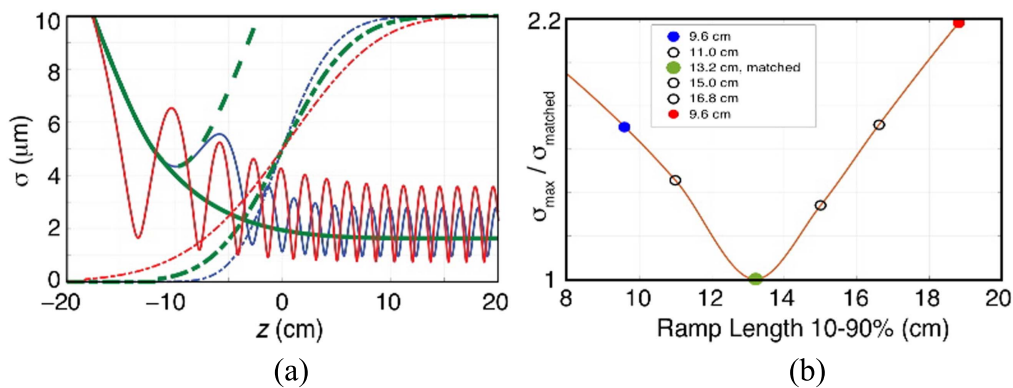 10
8
6
4
2
0
σ (μm)
−20
−10
0
10
20
z (cm)
(a)
2.2
1
σmax / σmatched
9.6 cm
11.0 cm
13.2 cm, matched
15.0 cm
16.8 cm
9.6 cm
8
10
12
14
16
18
20
Ramp Length 10-90% (cm)
(b)